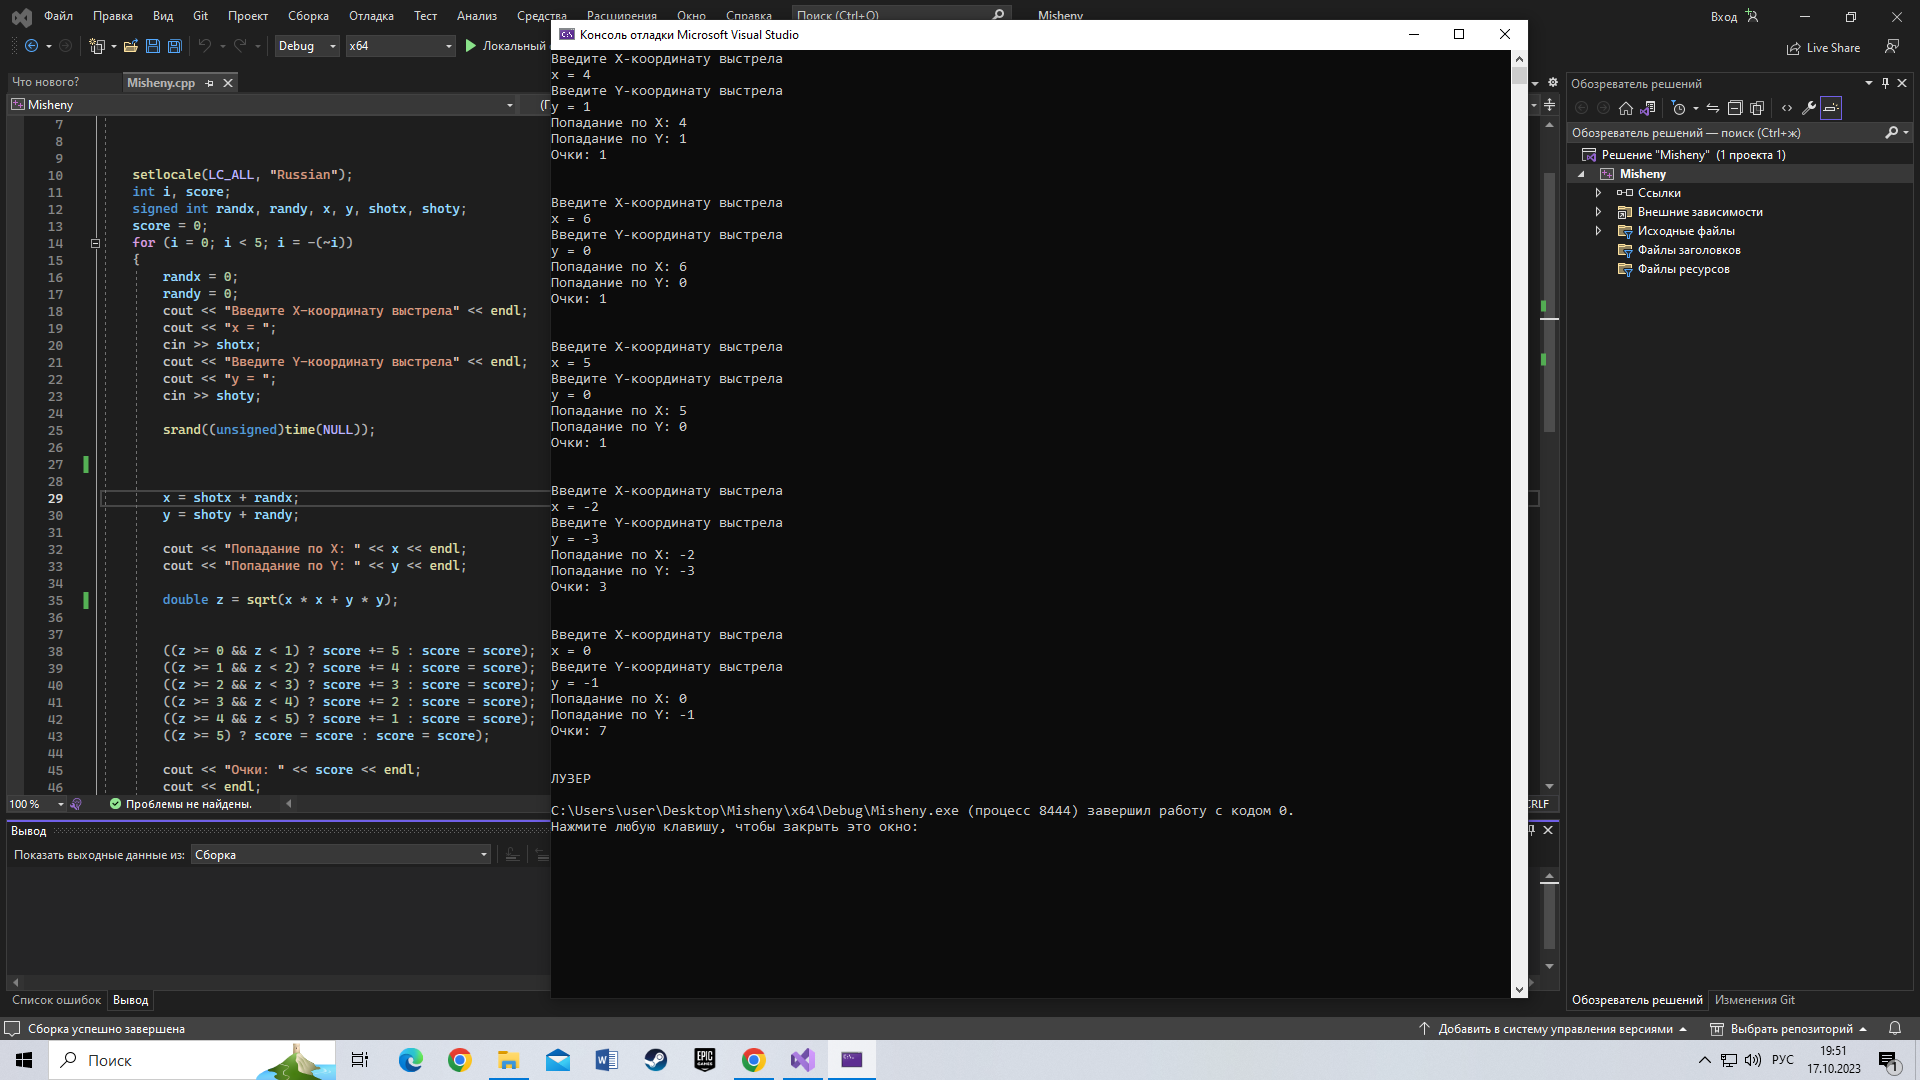 Файл Правка Вид Git Проект Сборка Отладка Тест Анализ Средства Расширения Окно Справка Поиск (Ctrl+Q) Misheny Вход
Debug x64 Локальный Live Share
Что нового? Misheny.cpp
Misheny
7
8
9
10 setlocale(LC_ALL, "Russian");
11 int i, score;
12 signed int randx, randy, x, y, shotx, shoty;
13 score = 0;
14 for (i = 0; i < 5; i = -(~i))
15 {
16 randx = 0;
17 randy = 0;
18 cout << "Введите X-координату выстрела" << endl;
19 cout << "x = ";
20 cin >> shotx;
21 cout << "Введите Y-координату выстрела" << endl;
22 cout << "y = ";
23 cin >> shoty;
24
25 srand((unsigned)time(NULL));
26
27
28
29 x = shotx + randx;
30 y = shoty + randy;
31
32 cout << "Попадание по X: " << x << endl;
33 cout << "Попадание по Y: " << y << endl;
34
35 double z = sqrt(x * x + y * y);
36
37
38 ((z >= 0 && z < 1) ? score += 5 : score = score);
39 ((z >= 1 && z < 2) ? score += 4 : score = score);
40 ((z >= 2 && z < 3) ? score += 3 : score = score);
41 ((z >= 3 && z < 4) ? score += 2 : score = score);
42 ((z >= 4 && z < 5) ? score += 1 : score = score);
43 ((z >= 5) ? score = score : score = score);
44
45 cout << "Очки: " << score << endl;
46 cout << endl;
100 % Проблемы не найдены.
CRLF
Вывод
Показать выходные данные из: Сборка
Список ошибок Вывод
Консоль отладки Microsoft Visual Studio
Введите X-координату выстрела
x = 4
Введите Y-координату выстрела
y = 1
Попадание по X: 4
Попадание по Y: 1
Очки: 1
Введите X-координату выстрела
x = 6
Введите Y-координату выстрела
y = 0
Попадание по X: 6
Попадание по Y: 0
Очки: 1
Введите X-координату выстрела
x = 5
Введите Y-координату выстрела
y = 0
Попадание по X: 5
Попадание по Y: 0
Очки: 1
Введите X-координату выстрела
x = -2
Введите Y-координату выстрела
y = -3
Попадание по X: -2
Попадание по Y: -3
Очки: 3
Введите X-координату выстрела
x = 0
Введите Y-координату выстрела
y = -1
Попадание по X: 0
Попадание по Y: -1
Очки: 7
ЛУЗЕР
C:\Users\user\Desktop\Misheny\x64\Debug\Misheny.exe (процесс 8444) завершил работу с кодом 0.
Нажмите любую клавишу, чтобы закрыть это окно:
Обозреватель решений
Обозреватель решений — поиск (Ctrl+ж)
Решение "Misheny" (1 проекта 1)
Misheny
Ссылки
Внешние зависимости
Исходные файлы
Файлы заголовков
Файлы ресурсов
Обозреватель решений Изменения Git
Сборка успешно завершена Добавить в систему управления версиями Выбрать репозиторий
Поиск EPIC GAMES РУС 19:51
17.10.2023 1